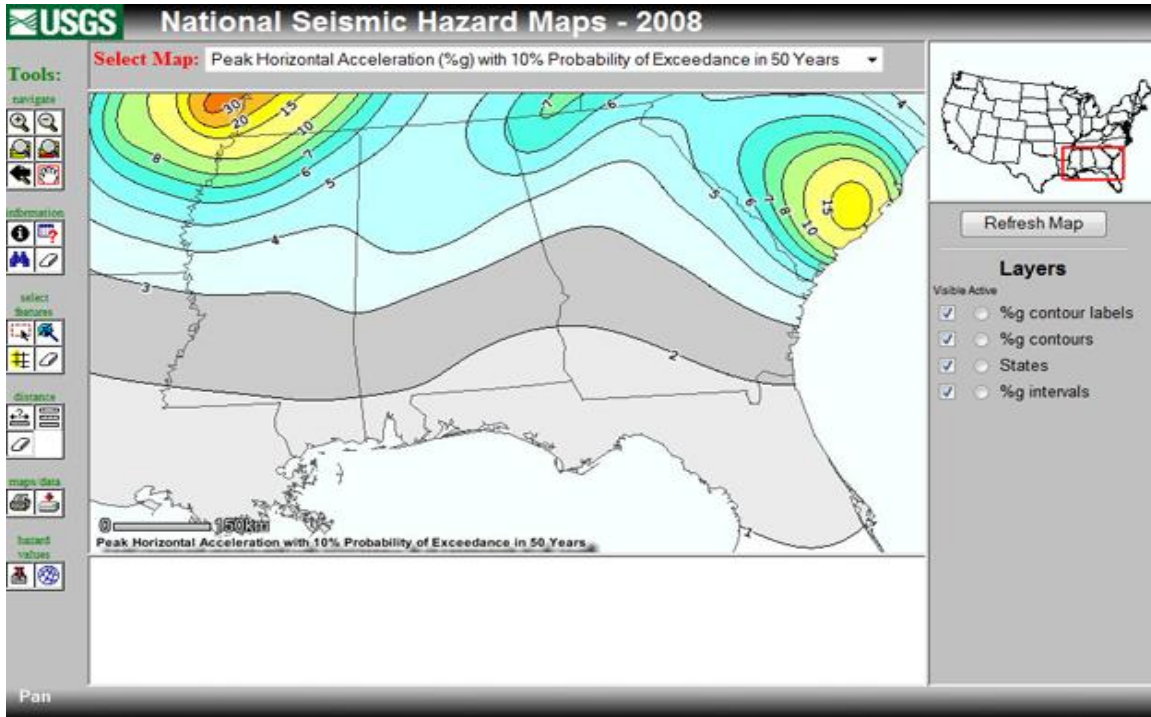 USGS National Seismic Hazard Maps - 2008
Select Map: Peak Horizontal Acceleration (%g) with 10% Probability of Exceedance in 50 Years
Tools:
navigate
information
select
features
distance
maps/data
hazard
values
30
20
15
10
8
7
6
5
4
3
7
6
4
5
6
7
8
10
15
2
1
0 150km
Peak Horizontal Acceleration with 10% Probability of Exceedance in 50 Years
Refresh Map
Layers
Visible Active
%g contour labels
%g contours
States
%g intervals
Pan